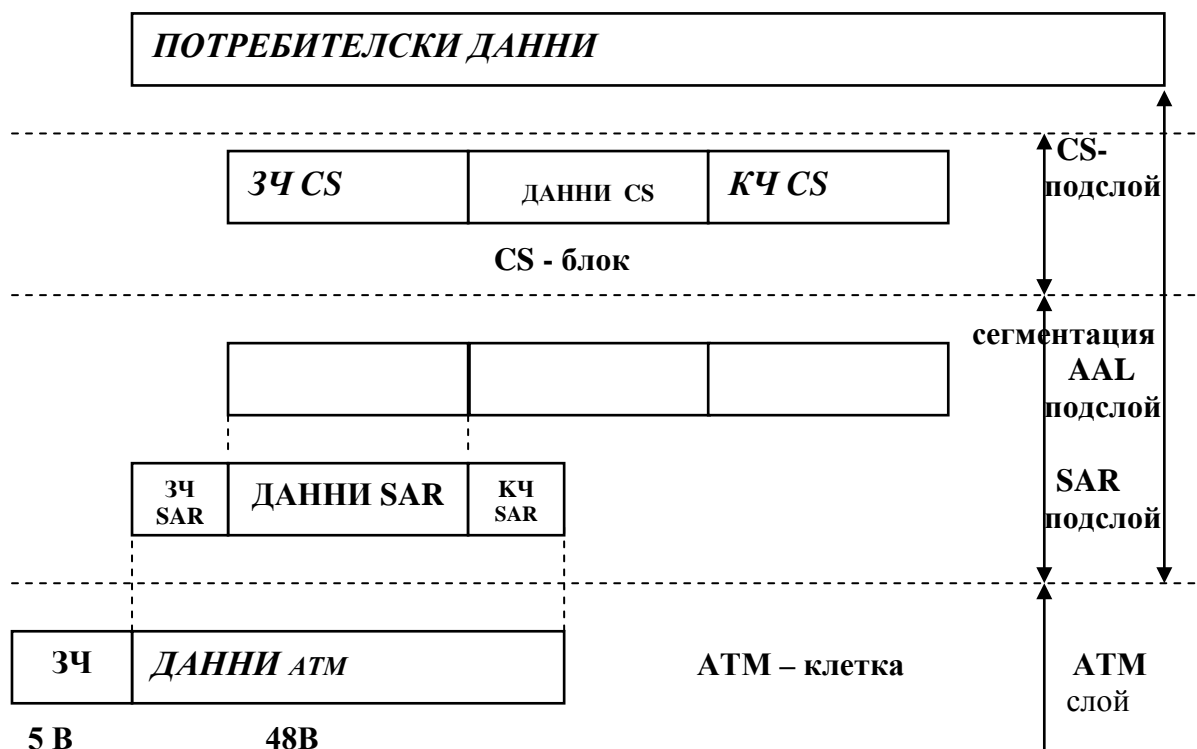 ПОТРЕБИТЕЛСКИ ДАННИ
ЗЧ CS
ДАННИ CS
КЧ CS
CS-
подслой
CS - блок
сегментация
AAL
подслой
ЗЧ
SAR
ДАННИ SAR
КЧ
SAR
SAR
подслой
ЗЧ
ДАННИ АТМ
АТМ – клетка
АТМ
слой
5 В
48В